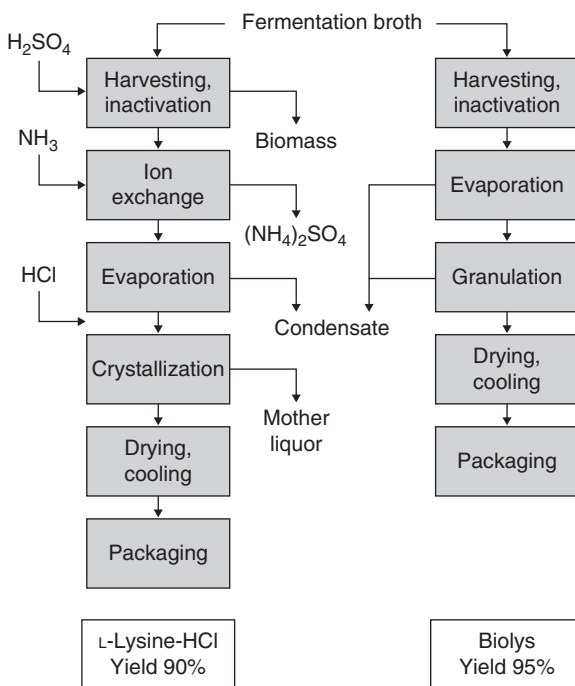 Fermentation broth
H₂SO₄
Harvesting,
inactivation
Biomass
NH₃
Ion
exchange
(NH₄)₂SO₄
Evaporation
HCl
Condensate
Crystallization
Mother
liquor
Drying,
cooling
Packaging
L-Lysine-HCl
Yield 90%
Harvesting,
inactivation
Evaporation
Granulation
Drying,
cooling
Packaging
Biolys
Yield 95%